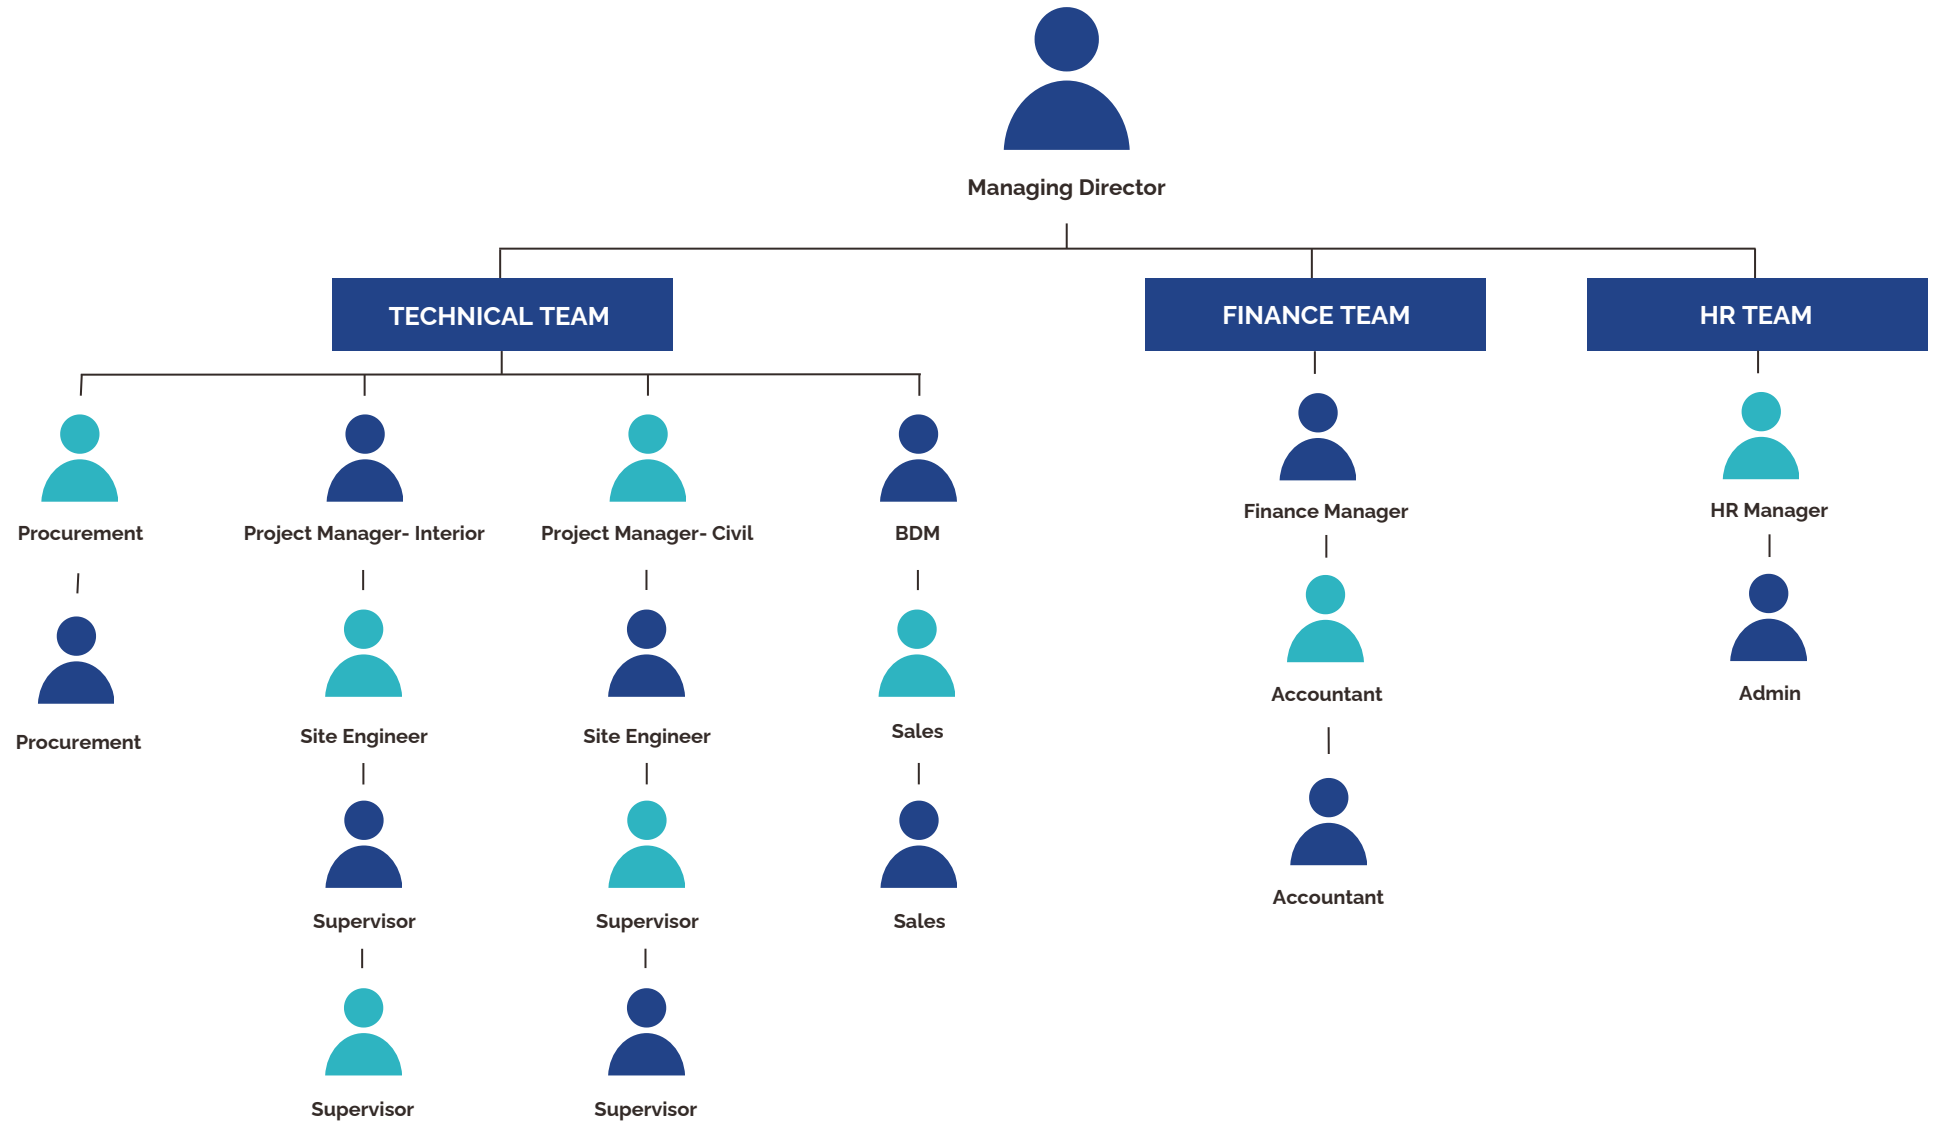 Managing Director
TECHNICAL TEAM
FINANCE TEAM
HR TEAM
Procurement
Project Manager- Interior
Project Manager- Civil
BDM
Finance Manager
HR Manager
Procurement
Site Engineer
Site Engineer
Sales
Accountant
Admin
Supervisor
Supervisor
Sales
Accountant
Supervisor
Supervisor